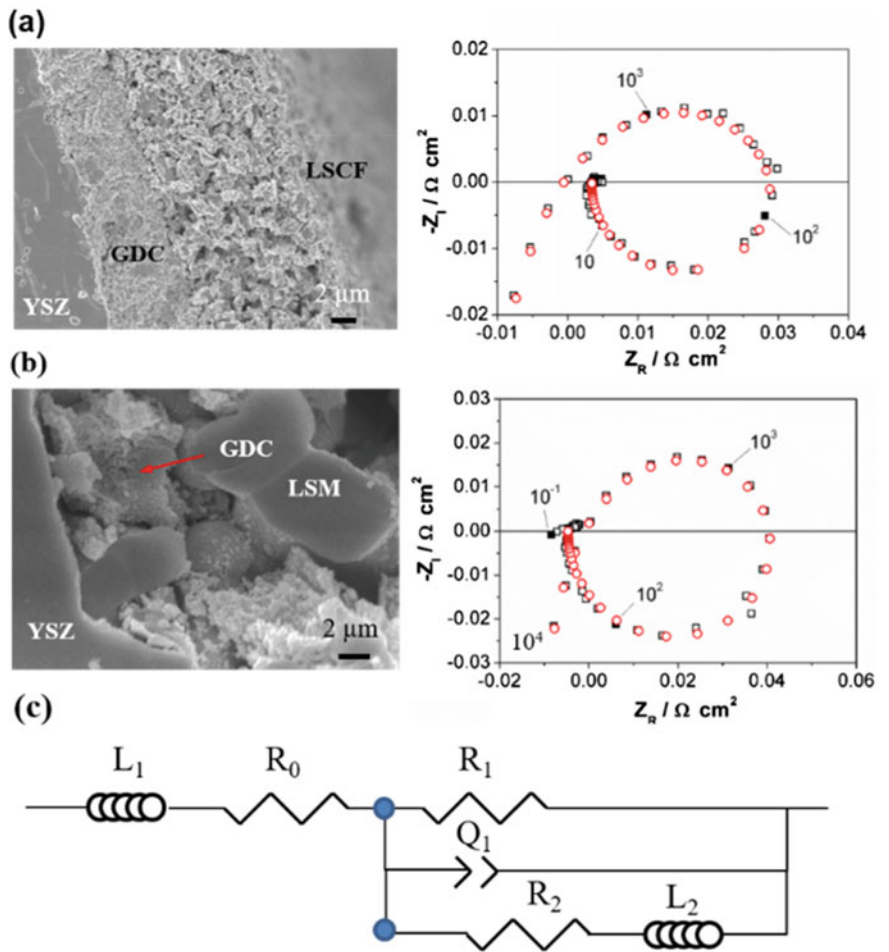 (a)
LSCF
GDC
YSZ
2 μm
-Z_I / Ω cm²
0.02
0.01
0.00
-0.01
-0.02
10³
10²
10
-0.01 0.00 0.01 0.02 0.03 0.04
Z_R / Ω cm²
(b)
GDC
LSM
YSZ
2 μm
-Z_I / Ω cm²
0.03
0.02
0.01
0.00
-0.01
-0.02
-0.03
10³
10⁻¹
10²
10⁴
-0.02 0.00 0.02 0.04 0.06
Z_R / Ω cm²
(c)
L₁ R₀ R₁
Q₁
R₂ L₂